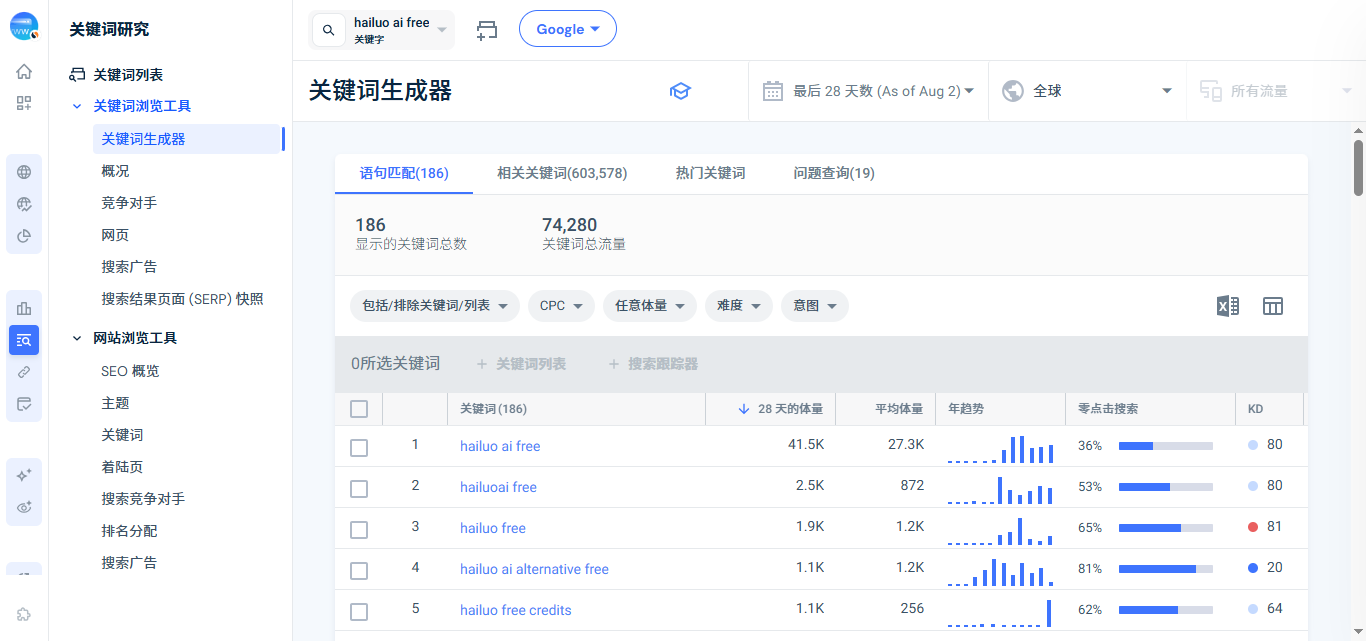 关键词研究
关键词列表
关键词浏览工具
关键词生成器
概况
竞争对手
网页
搜索广告
搜索结果页面 (SERP) 快照
网站浏览工具
SEO 概览
主题
关键词
着陆页
搜索竞争对手
排名分配
搜索广告
hailuo ai free
关键字
Google
关键词生成器
最后 28 天数 (As of Aug 2)
全球
所有流量
语句匹配(186) 相关关键词(603,578) 热门关键词 问题查询(19)
186 74,280
显示的关键词总数 关键词总流量
包括/排除关键词/列表 CPC 任意体量 难度 意图
0所选关键词 + 关键词列表 + 搜索跟踪器
关键词(186) 28 天的体量 平均体量 年趋势 零点击搜索 KD
1 hailuo ai free 41.5K 27.3K 36% 80
2 hailuoai free 2.5K 872 53% 80
3 hailuo free 1.9K 1.2K 65% 81
4 hailuo ai alternative free 1.1K 1.2K 81% 20
5 hailuo free credits 1.1K 256 62% 64